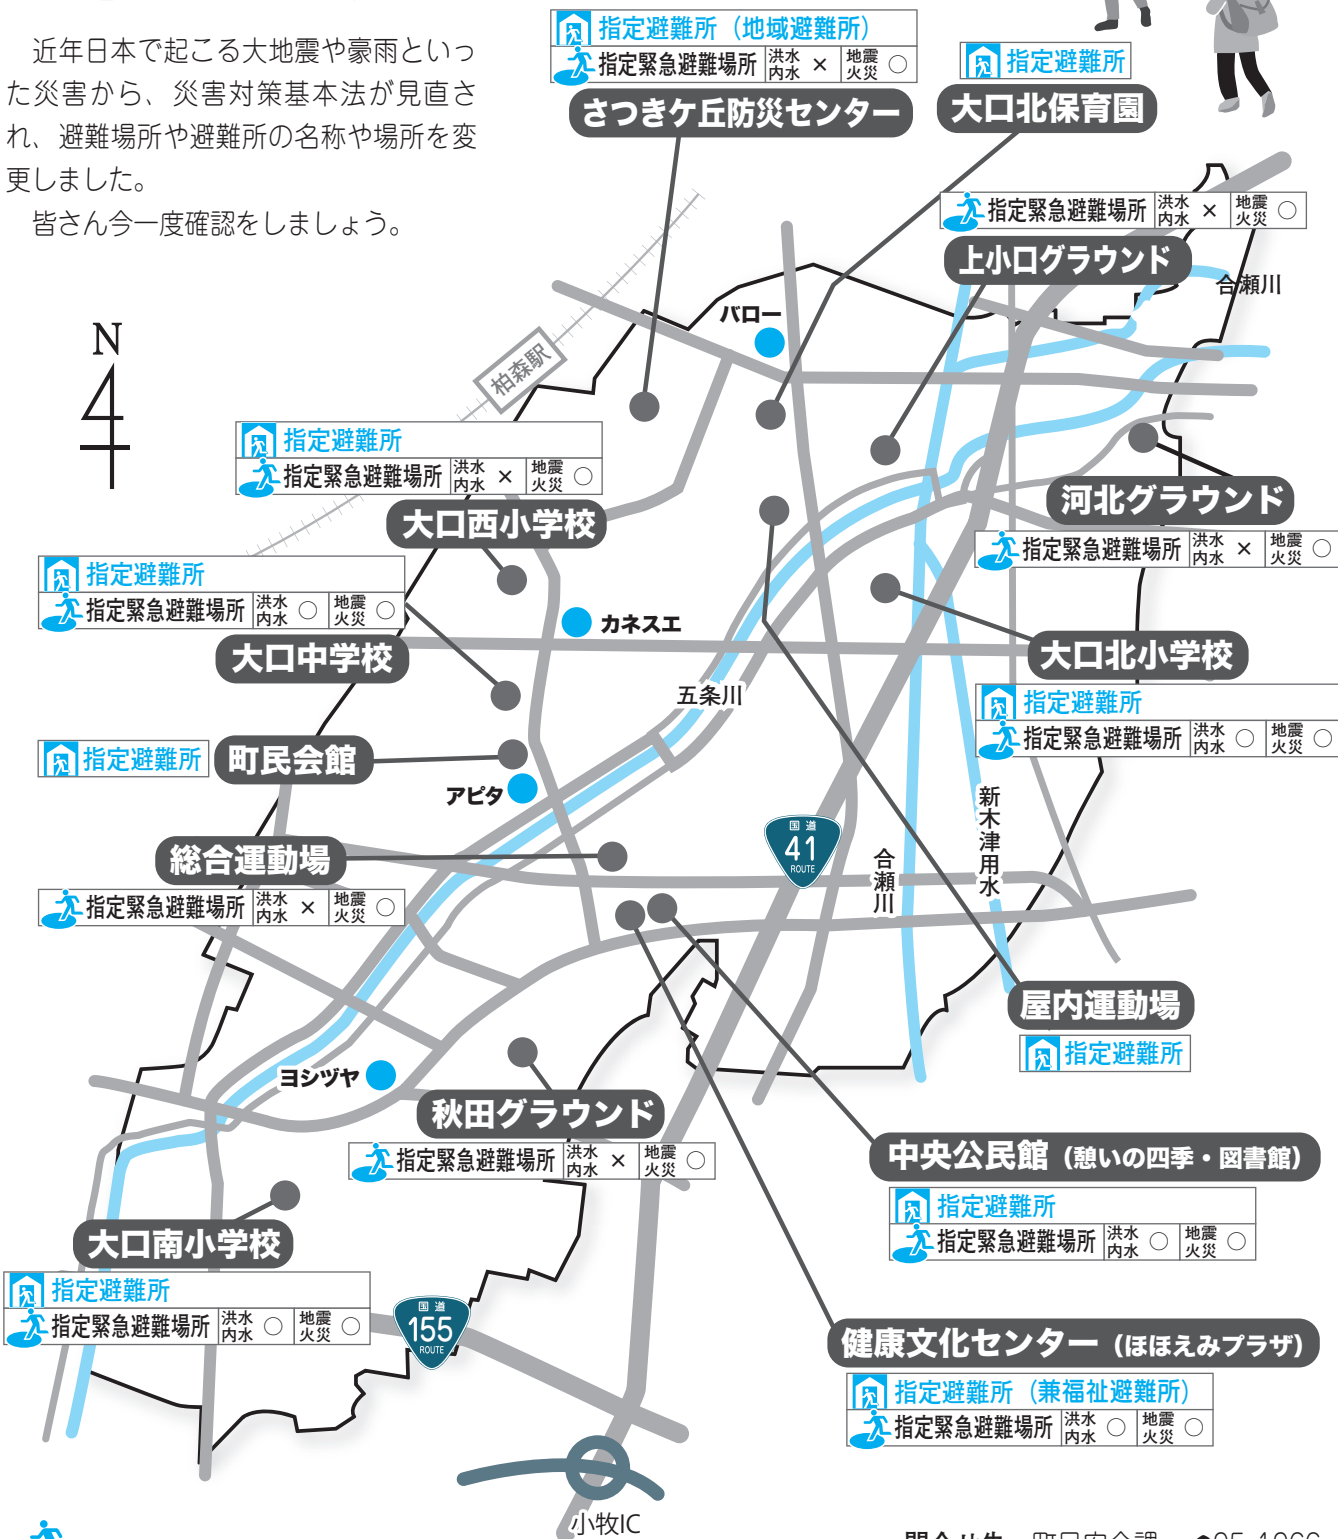 近年日本で起こる大地震や豪雨といっ
た災害から、災害対策基本法が見直さ
れ、避難場所や避難所の名称や場所を変
更しました。
皆さん今一度確認をしましょう。
指定避難所（地域避難所）
指定緊急避難場所 洪水内水 × 地震火災 ○
さつきケ丘防災センター
指定避難所
大口北保育園
指定緊急避難場所 洪水内水 × 地震火災 ○
上小口グラウンド
合瀬川
N
バロー
柏森駅
指定避難所
指定緊急避難場所 洪水内水 × 地震火災 ○
大口西小学校
河北グラウンド
指定緊急避難場所 洪水内水 × 地震火災 ○
指定避難所
指定緊急避難場所 洪水内水 ○ 地震火災 ○
大口中学校
カネスエ
大口北小学校
指定避難所
指定緊急避難場所 洪水内水 ○ 地震火災 ○
五条川
指定避難所
町民会館
アピタ
新木津用水
国道
41
ROUTE
合瀬川
総合運動場
指定緊急避難場所 洪水内水 × 地震火災 ○
屋内運動場
指定避難所
ヨシヅヤ
秋田グラウンド
指定緊急避難場所 洪水内水 × 地震火災 ○
中央公民館（憩いの四季・図書館）
指定避難所
指定緊急避難場所 洪水内水 ○ 地震火災 ○
大口南小学校
指定避難所
指定緊急避難場所 洪水内水 ○ 地震火災 ○
国道
155
ROUTE
健康文化センター（ほほえみプラザ）
指定避難所（兼福祉避難所）
指定緊急避難場所 洪水内水 ○ 地震火災 ○
小牧IC